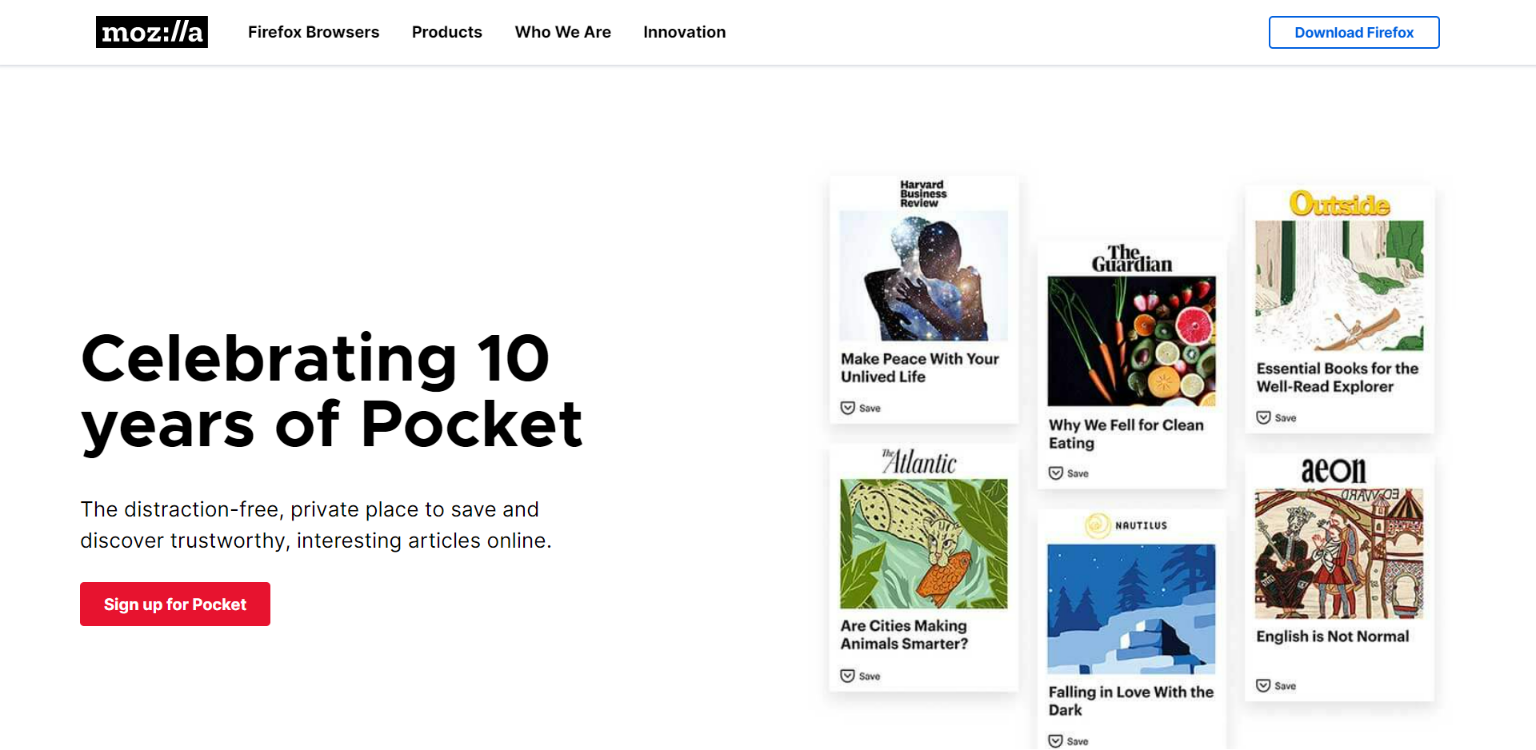 moz://a
Firefox Browsers
Products
Who We Are
Innovation
Download Firefox
Celebrating 10
years of Pocket
The distraction-free, private place to save and
discover trustworthy, interesting articles online.
Sign up for Pocket
Harvard
Business
Review
Make Peace With Your
Unlived Life
Save
The Atlantic
Are Cities Making
Animals Smarter?
Save
The
Guardian
Why We Fell for Clean
Eating
Save
NAUTILUS
Falling in Love With the
Dark
Save
Outside
Essential Books for the
Well-Read Explorer
Save
aeon
EDWARD
English is Not Normal
Save